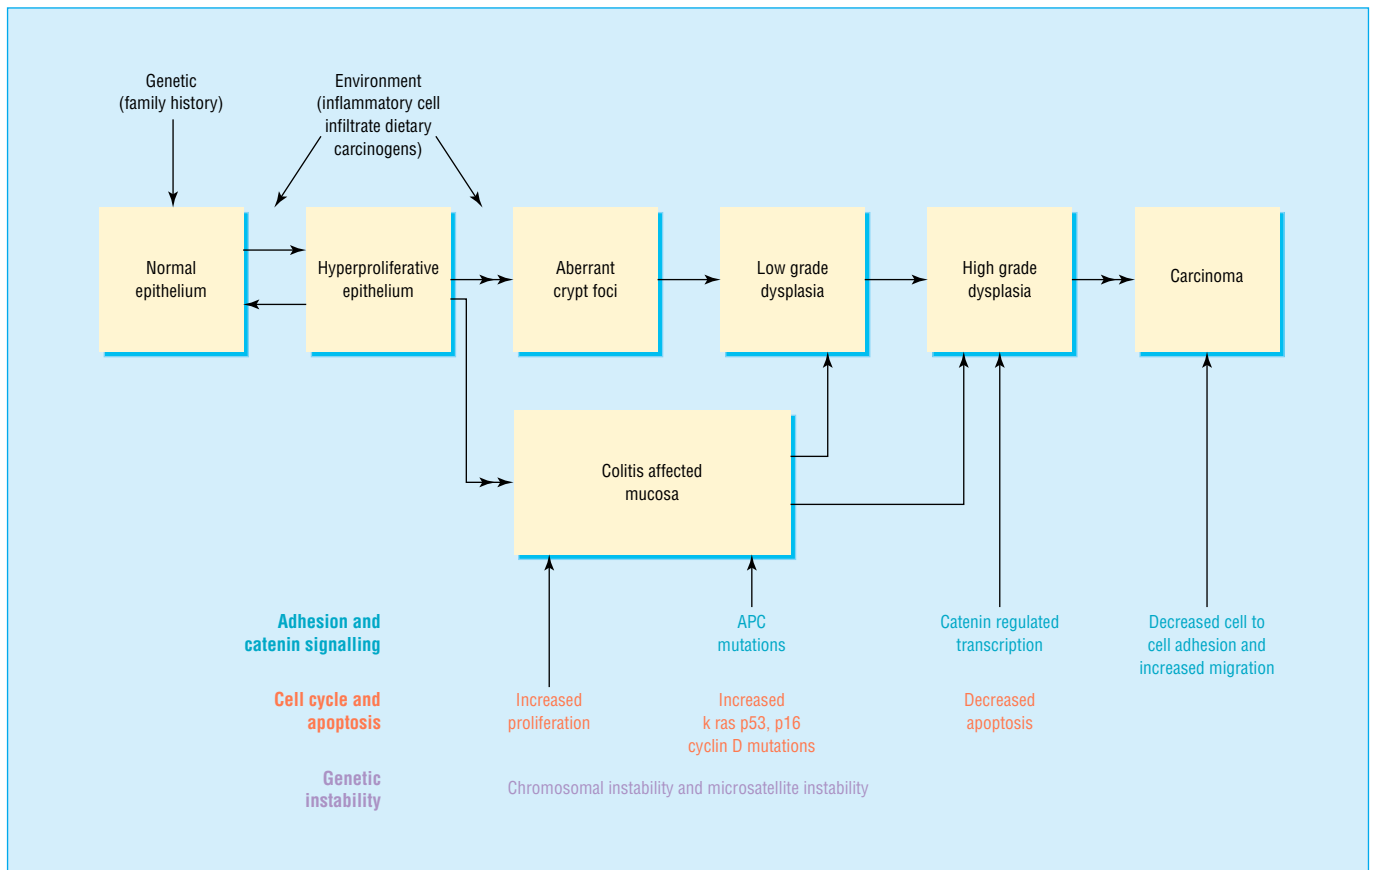 Genetic
(family history)
Environment
(inflammatory cell
infiltrate dietary
carcinogens)
Normal
epithelium
Hyperproliferative
epithelium
Aberrant
crypt foci
Low grade
dysplasia
High grade
dysplasia
Carcinoma
Colitis affected
mucosa
Adhesion and
catenin signalling
APC
mutations
Catenin regulated
transcription
Decreased cell to
cell adhesion and
increased migration
Cell cycle and
apoptosis
Increased
proliferation
Increased
k ras p53, p16
cyclin D mutations
Decreased
apoptosis
Genetic
instability
Chromosomal instability and microsatellite instability